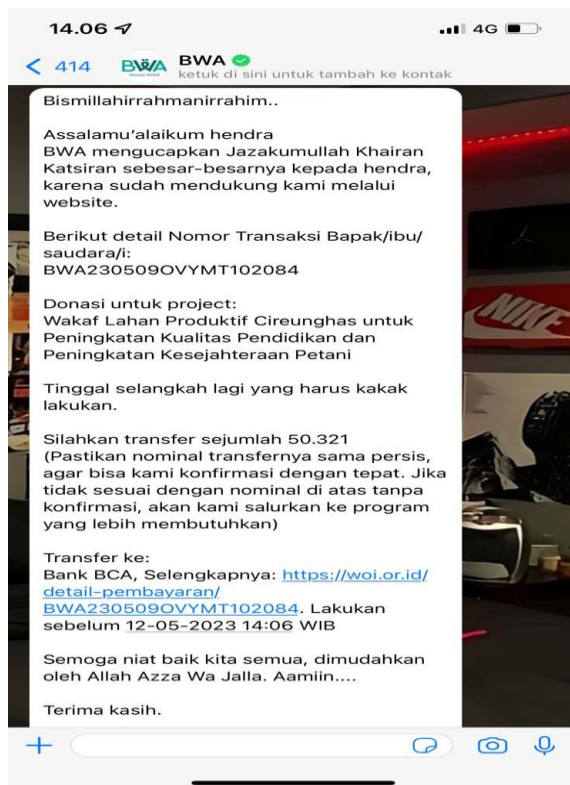 14.06
4G
414
BWA
BWA
ketuk di sini untuk tambah ke kontak
Bismillahirrahmanirrahim..
Assalamu'alaikum hendra
BWA mengucapkan Jazakumullah Khairan
Katsiran sebesar-besarnya kepada hendra,
karena sudah mendukung kami melalui
website.
Berikut detail Nomor Transaksi Bapak/ibu/
saudara/i:
BWA230509OVYMT102084
Donasi untuk project:
Wakaf Lahan Produktif Cireunghas untuk
Peningkatan Kualitas Pendidikan dan
Peningkatan Kesejahteraan Petani
Tinggal selangkah lagi yang harus kakak
lakukan.
Silahkan transfer sejumlah 50.321
(Pastikan nominal transfernya sama persis,
agar bisa kami konfirmasi dengan tepat. Jika
tidak sesuai dengan nominal di atas tanpa
konfirmasi, akan kami salurkan ke program
yang lebih membutuhkan)
Transfer ke:
Bank BCA, Selengkapnya: https://woi.or.id/
detail-pembayaran/
BWA230509OVYMT102084. Lakukan
sebelum 12-05-2023 14:06 WIB
Semoga niat baik kita semua, dimudahkan
oleh Allah Azza Wa Jalla. Aamiin....
Terima kasih.
NIKE